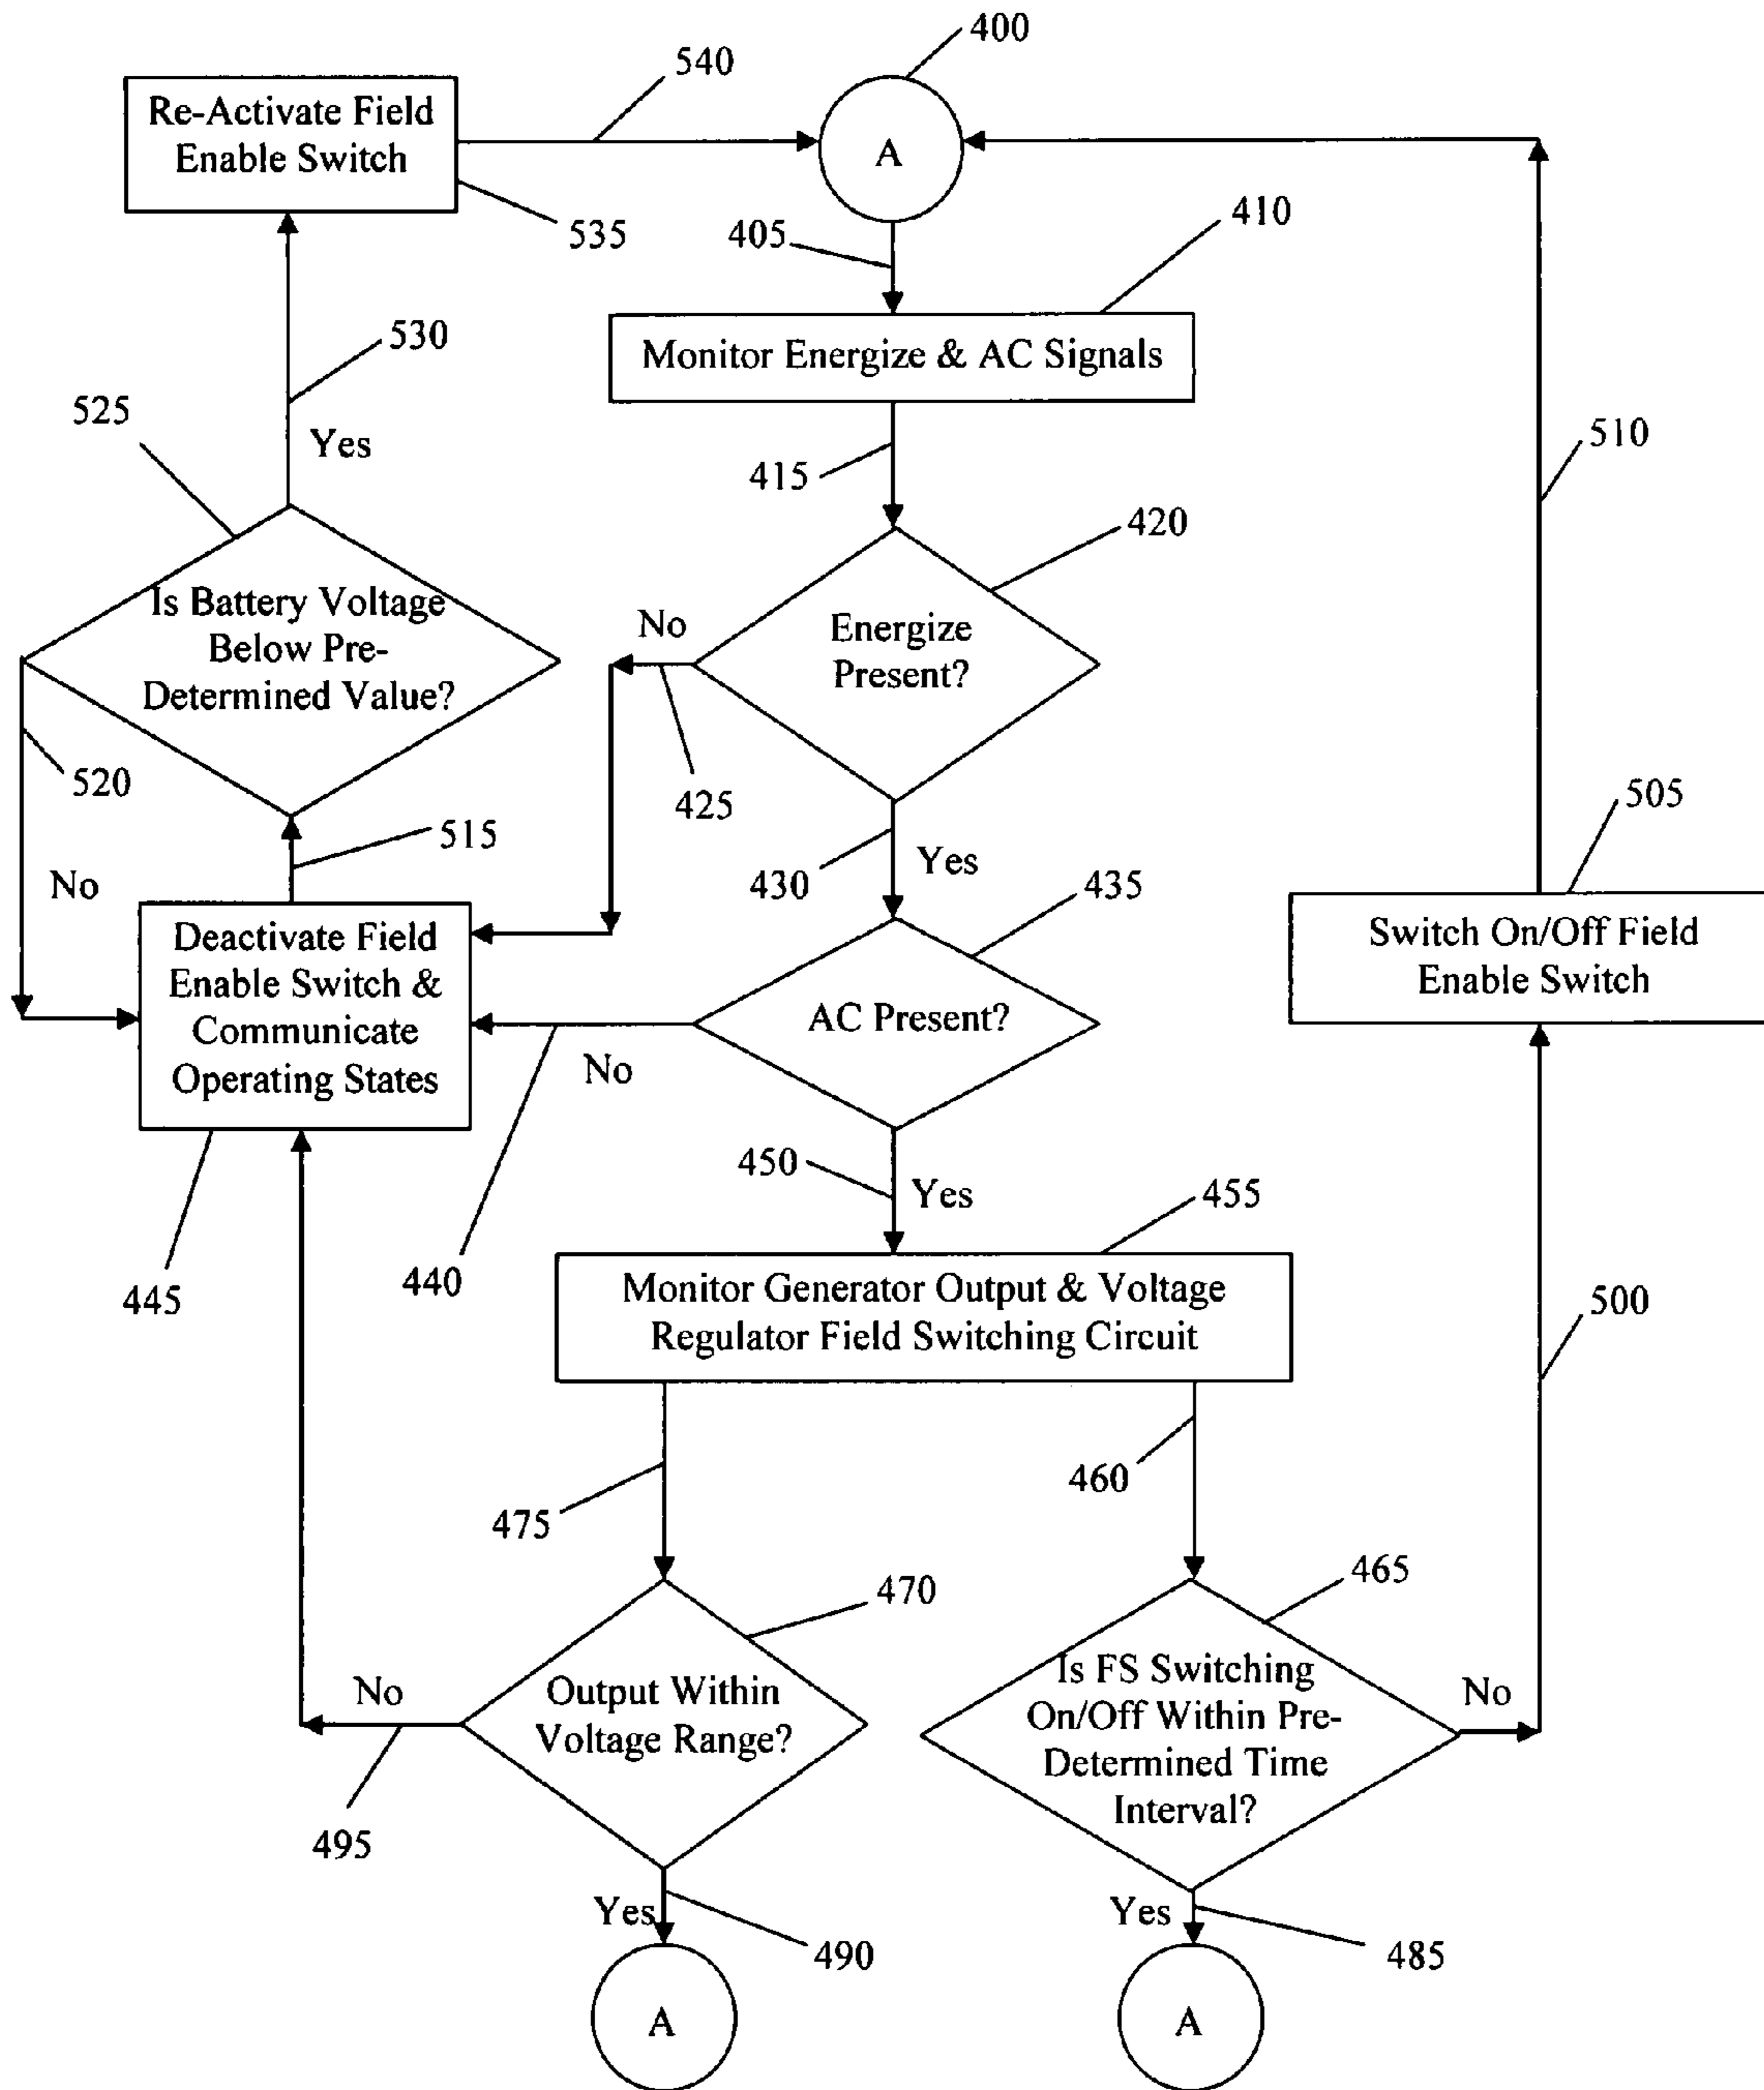 400
540
Re-Activate Field
Enable Switch
A
535
405
410
Monitor Energize & AC Signals
530
525
Yes
415
510
420
Is Battery Voltage
Below Pre-
Determined Value?
No
Energize
Present?
520
425
505
515
No
430
Yes
435
Deactivate Field
Enable Switch &
Communicate
Operating States
Switch On/Off Field
Enable Switch
AC Present?
No
450
Yes
455
445
440
Monitor Generator Output & Voltage
Regulator Field Switching Circuit
500
460
475
470
465
No
Output Within
Voltage Range?
Is FS Switching
On/Off Within Pre-
Determined Time
Interval?
No
495
Yes
490
Yes
485
A
A